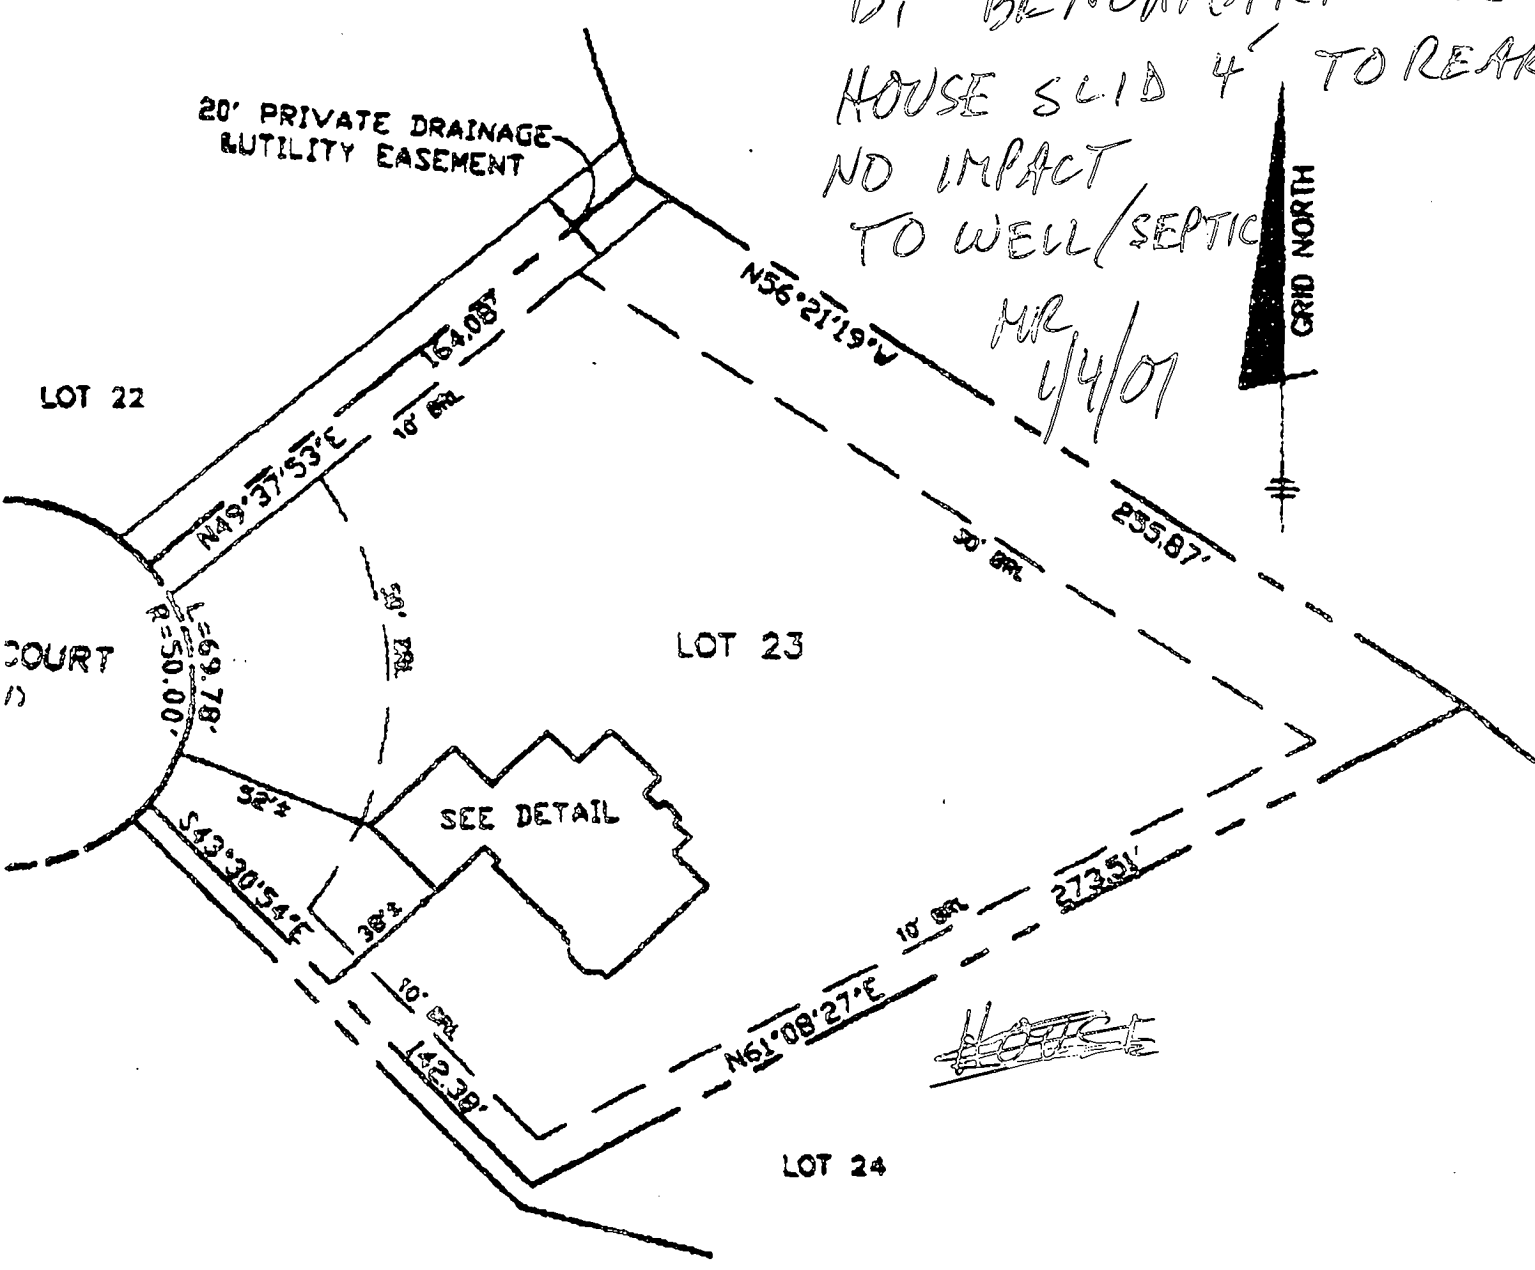 HOUSE SLID 4' TO REAR
NO IMPACT
TO WELL/SEPTIC
MR
1/4/07
GRID NORTH
20' PRIVATE DRAINAGE
&UTILITY EASEMENT
N56°21'19"W
235.87'
164.08'
N49°37'53"E
10' BRL
LOT 22
30' BRL
50' BRL
LOT 23
COURT
L=69.78'
R=50.00'
52'±
SEE DETAIL
S43°30'54"E
38'±
10' BRL
142.38'
10' BRL
273.51'
N61°08'27"E
LOT 24